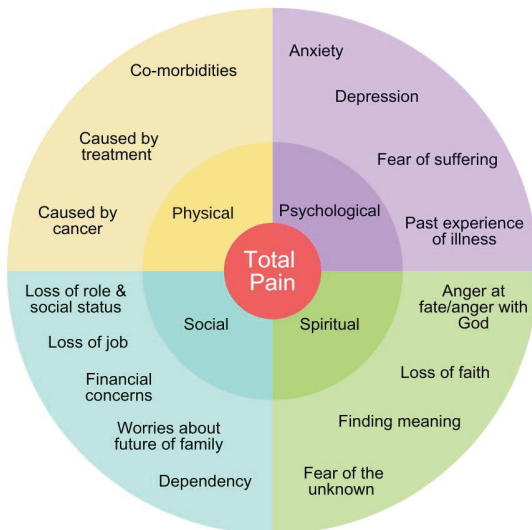 Co-morbidities
Caused by
treatment
Caused by
cancer
Physical
Anxiety
Depression
Fear of suffering
Past experience
of illness
Psychological
Total
Pain
Social
Loss of role &
social status
Loss of job
Financial
concerns
Worries about
future of family
Dependency
Spiritual
Anger at
fate/anger with
God
Loss of faith
Finding meaning
Fear of the
unknown